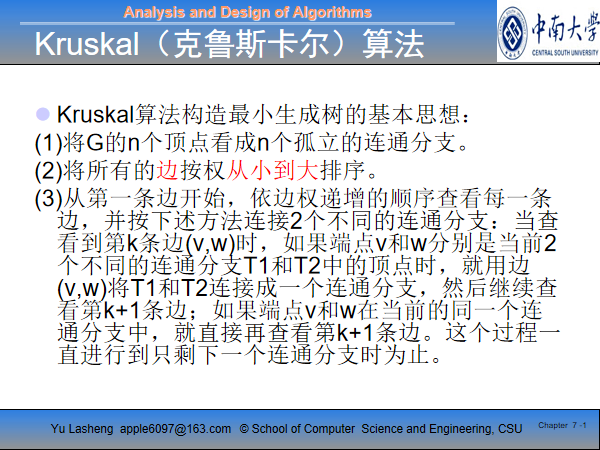 Analysis and Design of Algorithms
Kruskal（克鲁斯卡尔）算法
中南大学
CENTRAL SOUTH UNIVERSITY
Kruskal算法构造最小生成树的基本思想：
(1)将G的n个顶点看成n个孤立的连通分支。
(2)将所有的边按权从小到大排序。
(3)从第一条边开始，依边权递增的顺序查看每一条
边，并按下述方法连接2个不同的连通分支：当查
看到第k条边(v,w)时，如果端点v和w分别是当前2
个不同的连通分支T1和T2中的顶点时，就用边
(v,w)将T1和T2连接成一个连通分支，然后继续查
看第k+1条边；如果端点v和w在当前的同一个连
通分支中，就直接再查看第k+1条边。这个过程一
直进行到只剩下一个连通分支时为止。
Yu Lasheng apple6097@163.com © School of Computer Science and Engineering, CSU
Chapter 7 -1